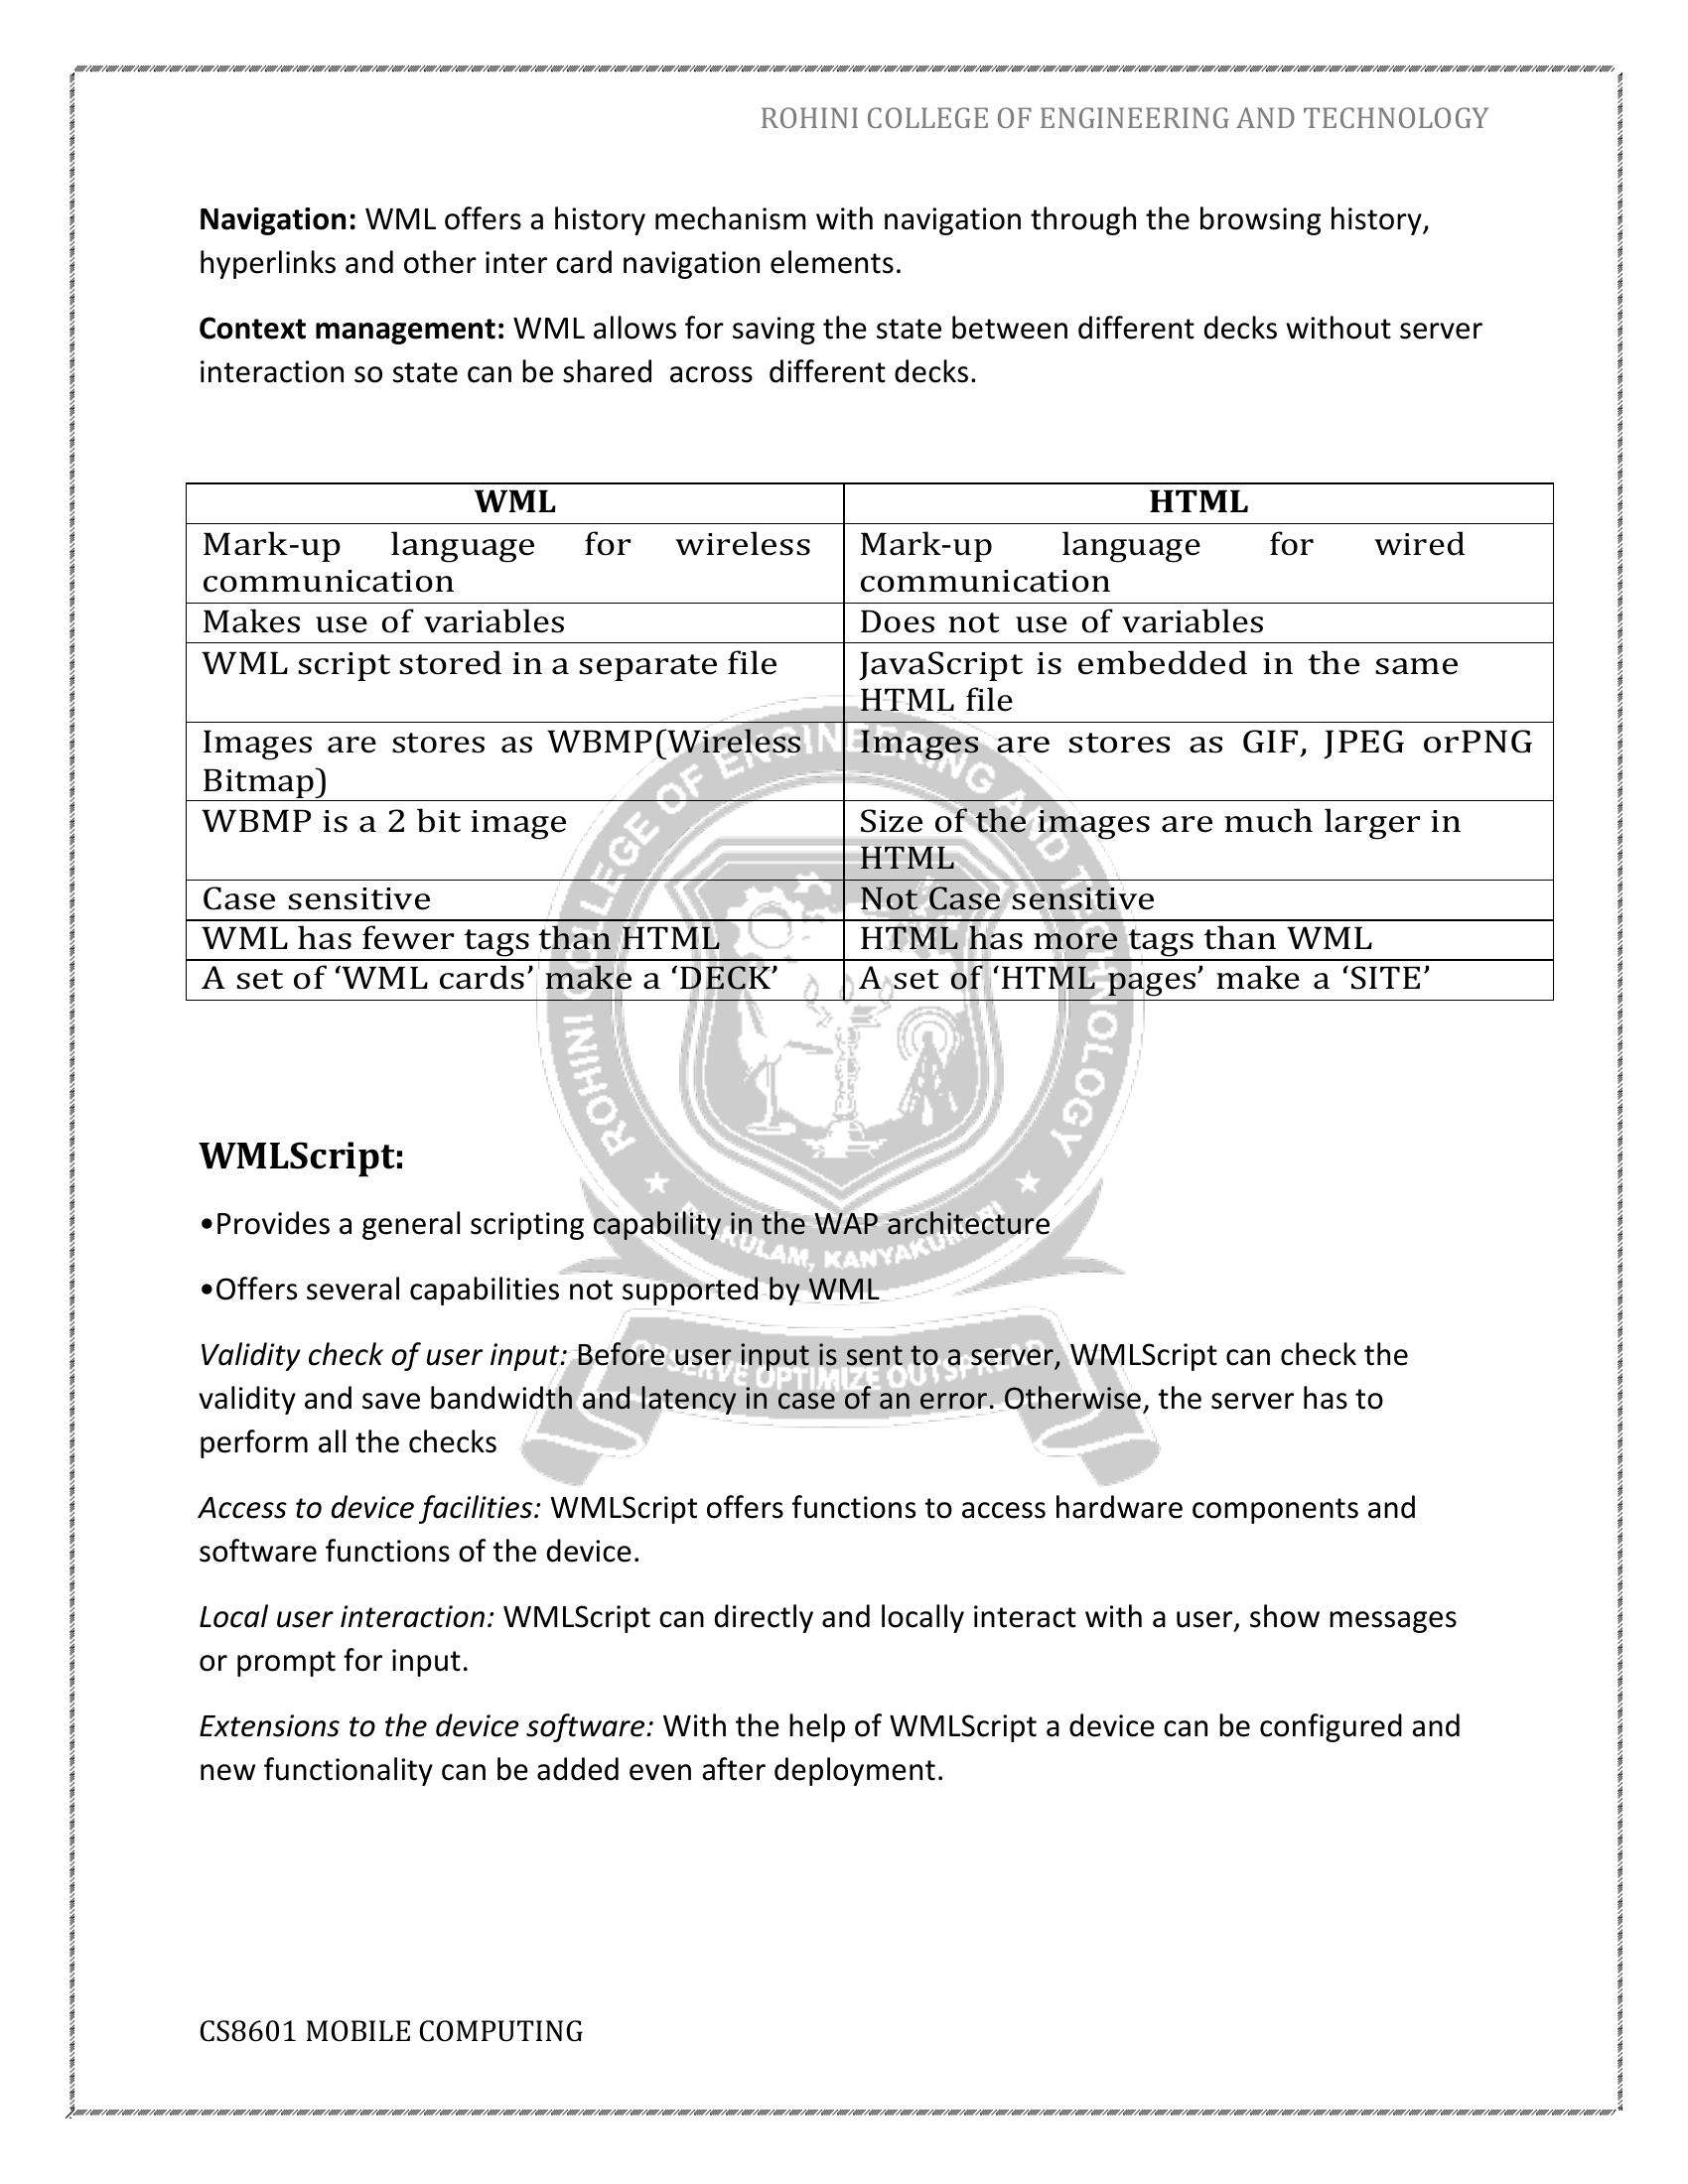 ROHINI COLLEGE OF ENGINEERING AND TECHNOLOGY
Navigation: WML offers a history mechanism with navigation through the browsing history,
hyperlinks and other inter card navigation elements.
Context management: WML allows for saving the state between different decks without server
interaction so state can be shared across different decks.
WML HTML
Mark-up language for wireless communication
Mark-up language for wired communication
Makes use of variables
Does not use of variables
WML script stored in a separate file
JavaScript is embedded in the same HTML file
Images are stores as WBMP(Wireless Bitmap)
Images are stores as GIF, JPEG orPNG
WBMP is a 2 bit image
Size of the images are much larger in HTML
Case sensitive
Not Case sensitive
WML has fewer tags than HTML
HTML has more tags than WML
A set of ‘WML cards’ make a ‘DECK’
A set of ‘HTML pages’ make a ‘SITE’
ROHINI COLLEGE OF ENGINEERING AND TECHNOLOGY
KANYAKUMARI
OBSERVE OPTIMIZE OUTSPREAD
WMLScript:
•Provides a general scripting capability in the WAP architecture
•Offers several capabilities not supported by WML
Validity check of user input: Before user input is sent to a server, WMLScript can check the
validity and save bandwidth and latency in case of an error. Otherwise, the server has to
perform all the checks
Access to device facilities: WMLScript offers functions to access hardware components and
software functions of the device.
Local user interaction: WMLScript can directly and locally interact with a user, show messages
or prompt for input.
Extensions to the device software: With the help of WMLScript a device can be configured and
new functionality can be added even after deployment.
CS8601 MOBILE COMPUTING